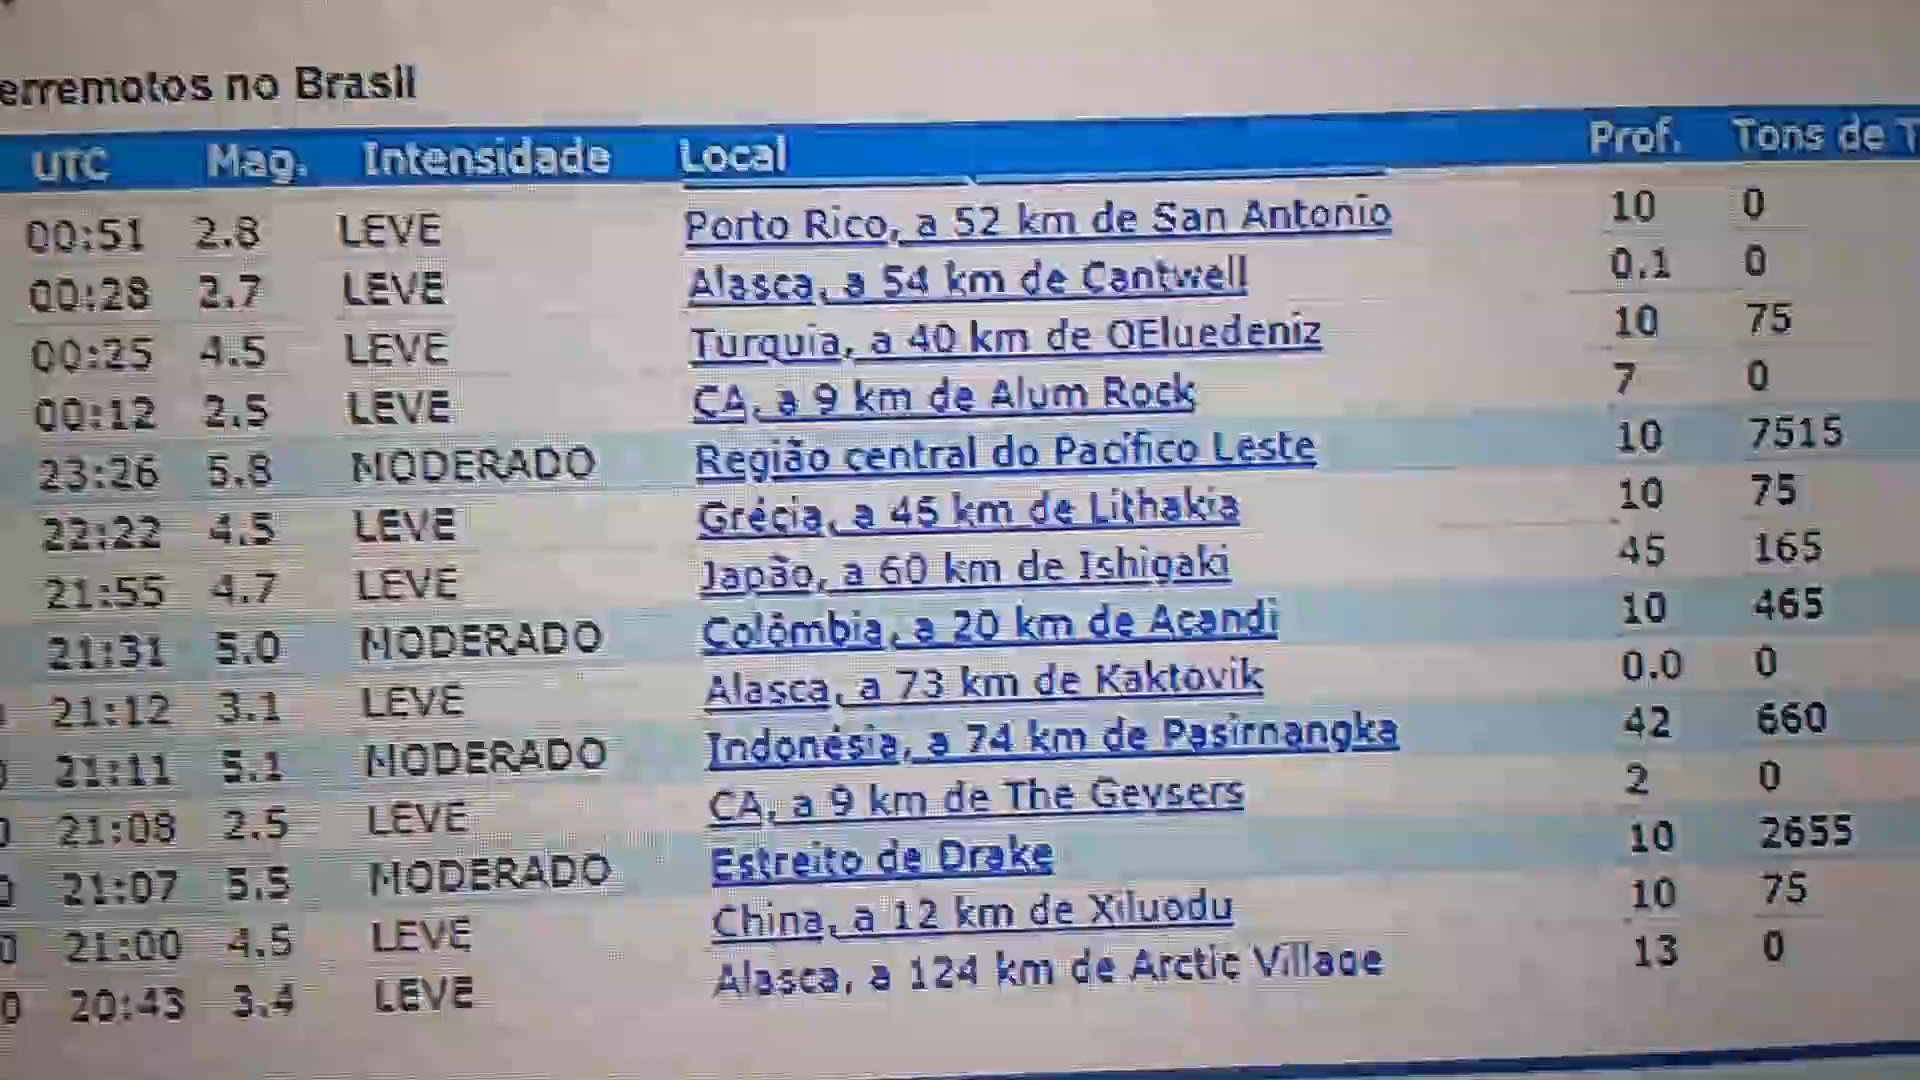 erremotos no Brasil
UTC Mag. Intensidade Local Prof. Tons de T
00:51 2.8 LEVE Porto Rico, a 52 km de San Antonio 10 0
00:28 2.7 LEVE Alasca, a 54 km de Cantwell 0.1 0
00:25 4.5 LEVE Turquia, a 40 km de OEluedeniz 10 75
00:12 2.5 LEVE CA, a 9 km de Alum Rock 7 0
23:26 5.8 MODERADO Região central do Pacífico Leste 10 7515
22:22 4.5 LEVE Grécia, a 45 km de Lithakia 10 75
21:55 4.7 LEVE Japão, a 60 km de Ishigaki 45 165
21:31 5.0 MODERADO Colômbia, a 20 km de Acandi 10 465
21:12 3.1 LEVE Alasca, a 73 km de Kaktovik 0.0 0
21:11 5.1 MODERADO Indonésia, a 74 km de Pasirnangka 42 660
21:08 2.5 LEVE CA, a 9 km de The Geysers 2 0
21:07 5.5 MODERADO Estreito de Drake 10 2655
21:00 4.5 LEVE China, a 12 km de Xiluodu 10 75
0 20:43 3.4 LEVE Alasca, a 124 km de Arctic Village 13 0